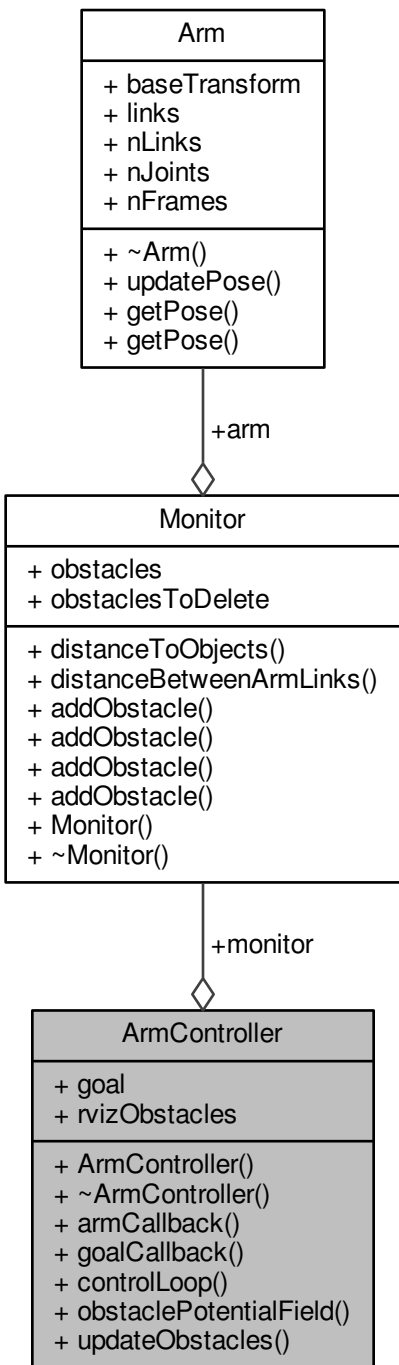 Arm
+ baseTransform
+ links
+ nLinks
+ nJoints
+ nFrames
+ ~Arm()
+ updatePose()
+ getPose()
+ getPose()
+arm
Monitor
+ obstacles
+ obstaclesToDelete
+ distanceToObjects()
+ distanceBetweenArmLinks()
+ addObstacle()
+ addObstacle()
+ addObstacle()
+ addObstacle()
+ Monitor()
+ ~Monitor()
+monitor
ArmController
+ goal
+ rvizObstacles
+ ArmController()
+ ~ArmController()
+ armCallback()
+ goalCallback()
+ controlLoop()
+ obstaclePotentialField()
+ updateObstacles()